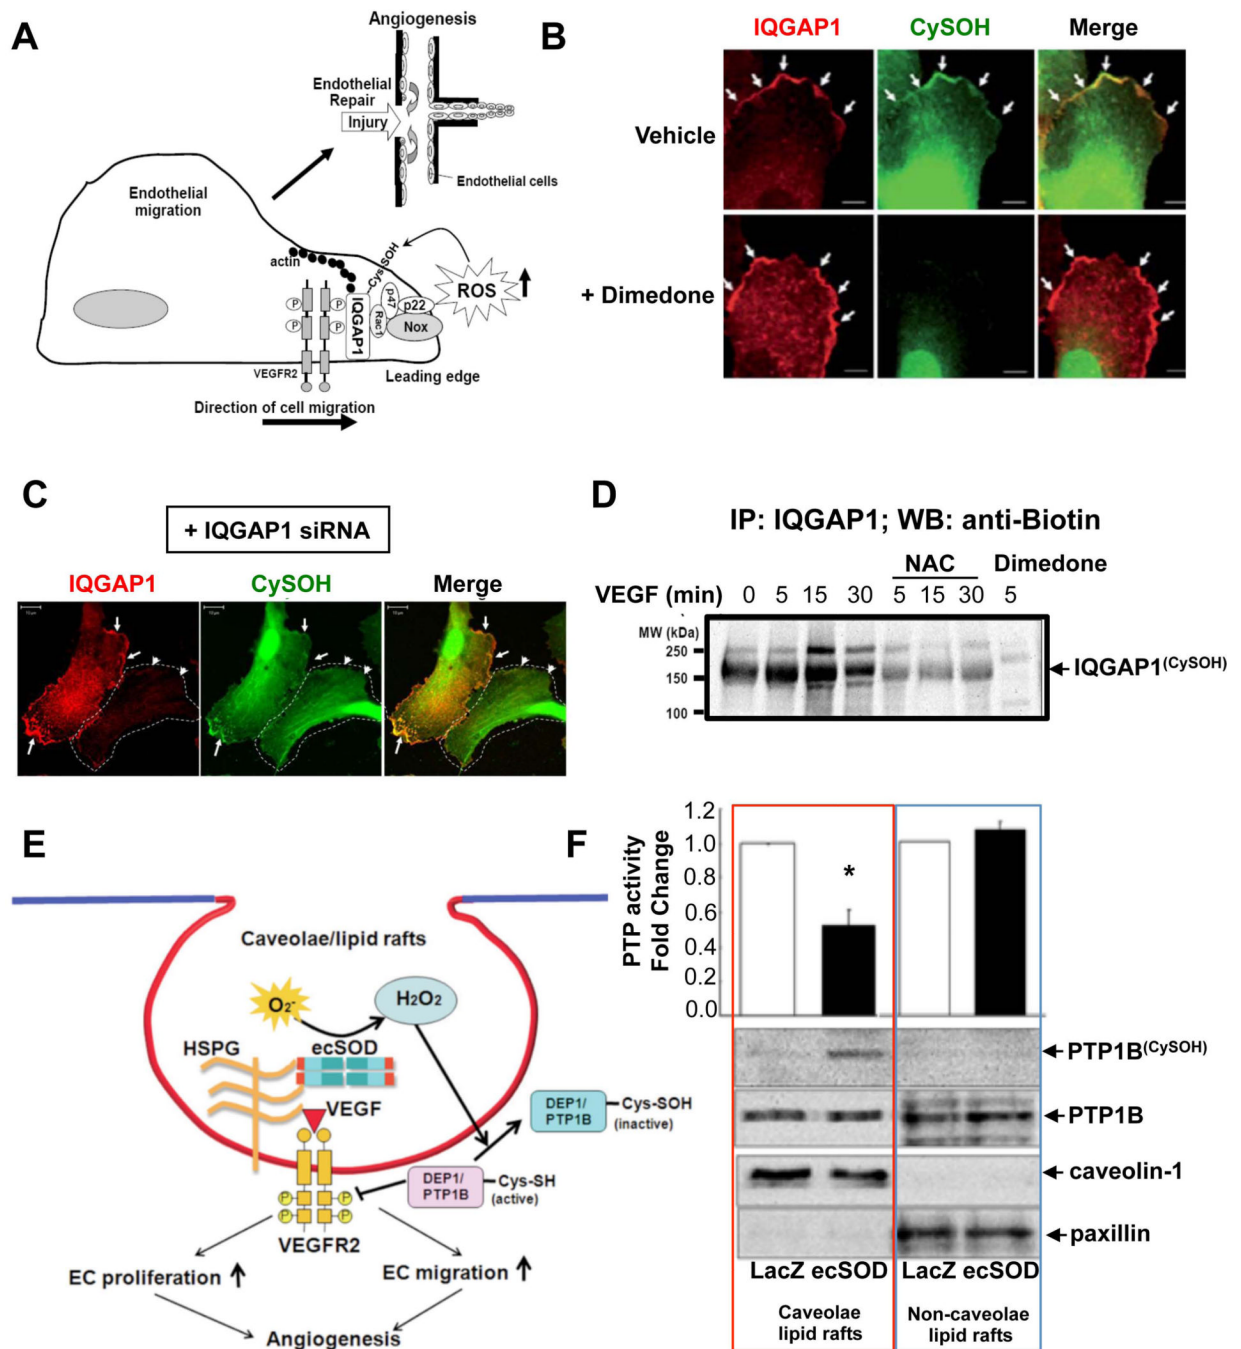 A
Angiogenesis
Endothelial
Repair
Injury
Endothelial cells
Endothelial
migration
actin
Cys-SOH
ROS
P
P
P
P
IQGAP1
Rac1
p47
p22
Nox
VEGFR2
Leading edge
Direction of cell migration
B
IQGAP1 CySOH Merge
Vehicle
+ Dimedone
C
+ IQGAP1 siRNA
IQGAP1 CySOH Merge
D
IP: IQGAP1; WB: anti-Biotin
NAC Dimedone
VEGF (min) 0 5 15 30 5 15 30 5
MW (kDa)
250
150
100
IQGAP1(CySOH)
E
Caveolae/lipid rafts
O2-
H2O2
HSPG
ecSOD
VEGF
DEP1/
PTP1B
Cys-SOH
(inactive)
DEP1/
PTP1B
Cys-SH
(active)
P
P
P
P
VEGFR2
EC proliferation
EC migration
Angiogenesis
F
PTP activity
Fold Change
1.2
1.0
0.8
0.6
0.4
0.2
0.0
*
PTP1B(CySOH)
PTP1B
caveolin-1
paxillin
LacZ ecSOD LacZ ecSOD
Caveolae
lipid rafts
Non-caveolae
lipid rafts